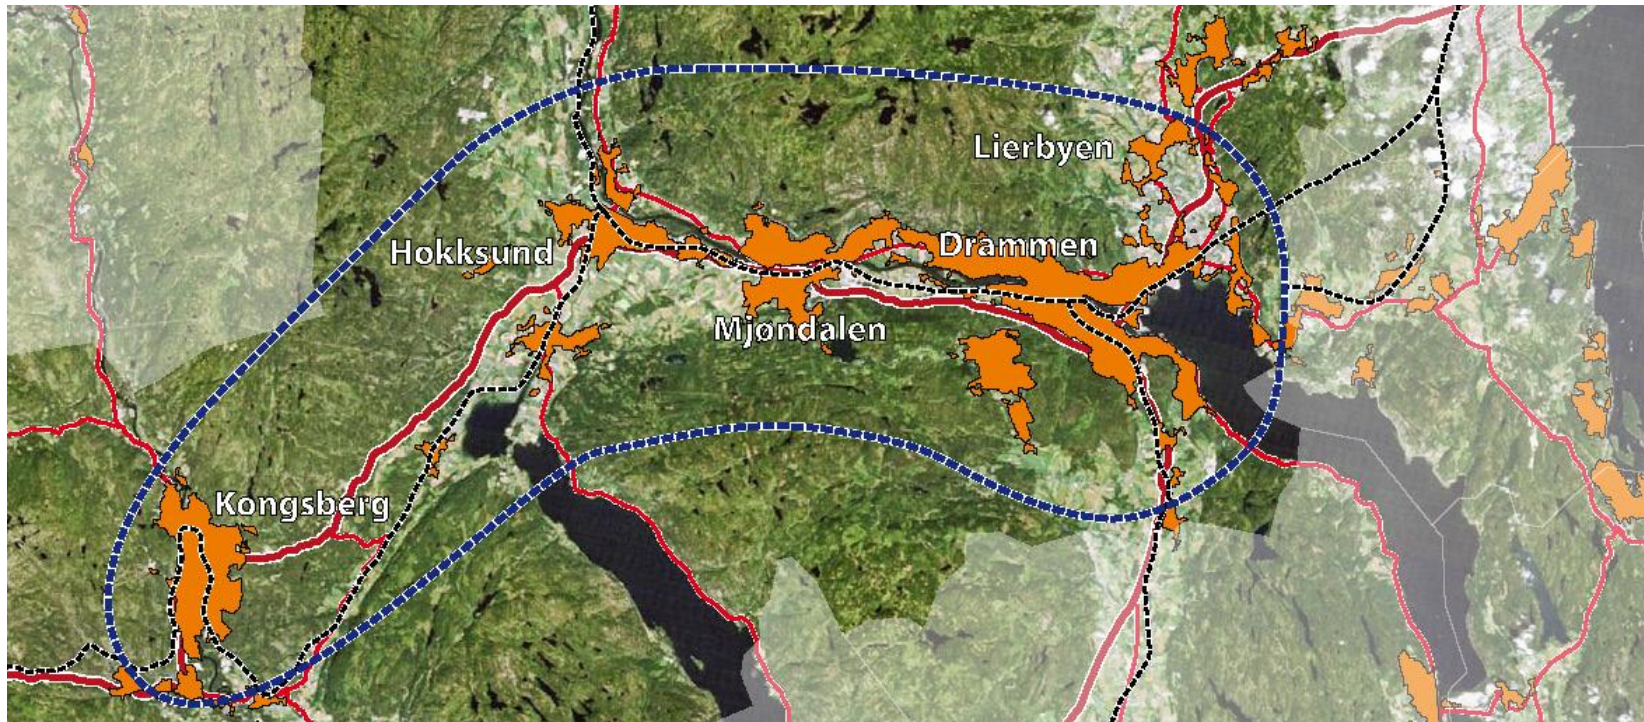 Lierbyen
Hokksund
Drammen
Mjøndalen
Kongsberg